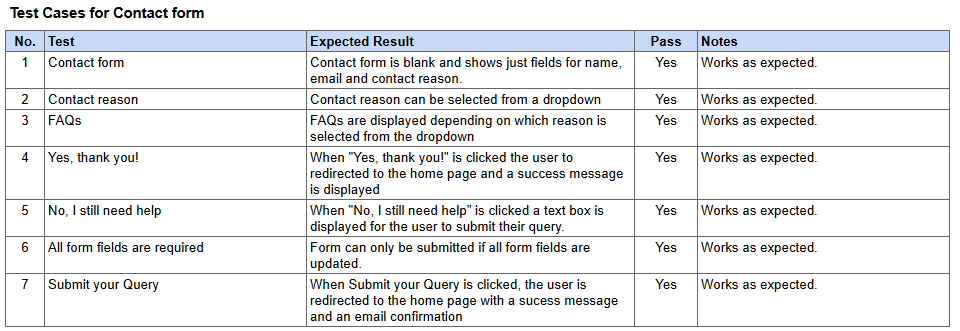 Test Cases for Contact form
No. Test Expected Result Pass Notes
1 Contact form Contact form is blank and shows just fields for name, Yes Works as expected.
email and contact reason.
2 Contact reason Contact reason can be selected from a dropdown Yes Works as expected.
3 FAQs FAQs are displayed depending on which reason is Yes Works as expected.
selected from the dropdown
4 Yes, thank you! When "Yes, thank you!" is clicked the user to Yes Works as expected.
redirected to the home page and a success message
is displayed
5 No, I still need help When "No, I still need help" is clicked a text box is Yes Works as expected.
displayed for the user to submit their query.
6 All form fields are required Form can only be submitted if all form fields are Yes Works as expected.
updated.
7 Submit your Query When Submit your Query is clicked, the user is Yes Works as expected.
redirected to the home page with a sucess message
and an email confirmation